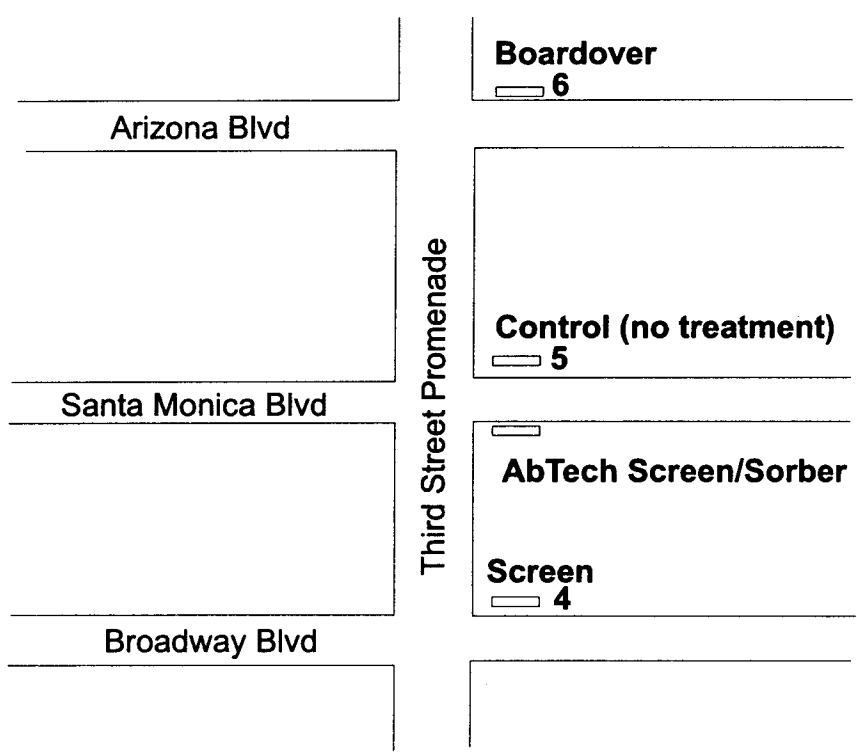 Boardover
6
Arizona Blvd
Third Street Promenade
Control (no treatment)
5
Santa Monica Blvd
AbTech Screen/Sorber
Screen
4
Broadway Blvd